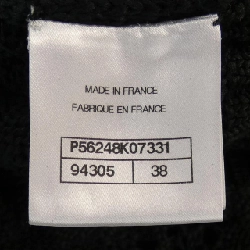 MADE IN FRANCE
FABRIQUE EN FRANCE
P56248K07331
94305 38